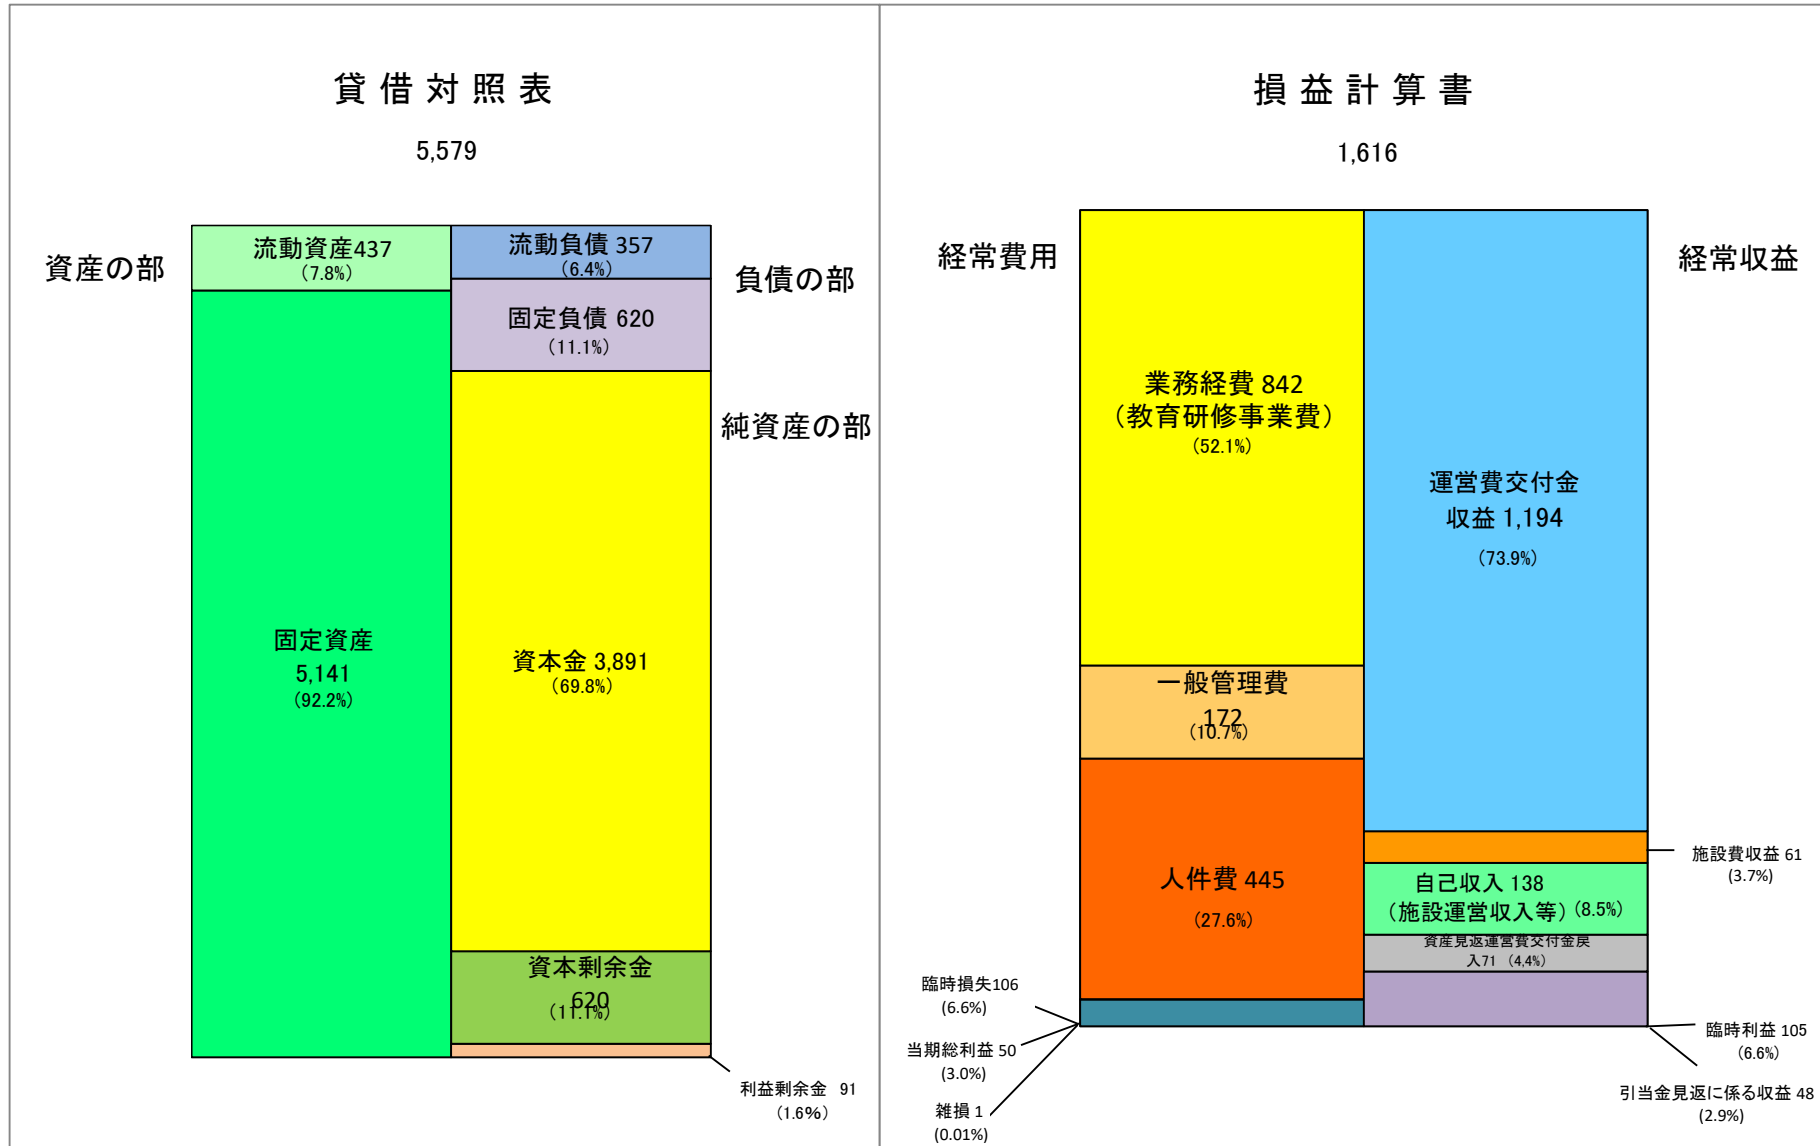 貸借対照表
5,579
資産の部
流動資産437
(7.8%)
固定資産
5,141
(92.2%)
流動負債 357
(6.4%)
負債の部
固定負債 620
(11.1%)
純資産の部
資本金 3,891
(69.8%)
資本剰余金
620
(11.1%)
利益剰余金 91
(1.6%)
損益計算書
1,616
経常費用
業務経費 842
(教育研修事業費)
(52.1%)
一般管理費
172
(10.7%)
人件費 445
(27.6%)
臨時損失106
(6.6%)
当期総利益 50
(3.0%)
雑損 1
(0.01%)
経常収益
運営費交付金
収益 1,194
(73.9%)
施設費収益 61
(3.7%)
自己収入 138
(施設運営収入等) (8.5%)
資産見返運営費交付金戻
入71 (4,4%)
臨時利益 105
(6.6%)
引当金見返に係る収益 48
(2.9%)